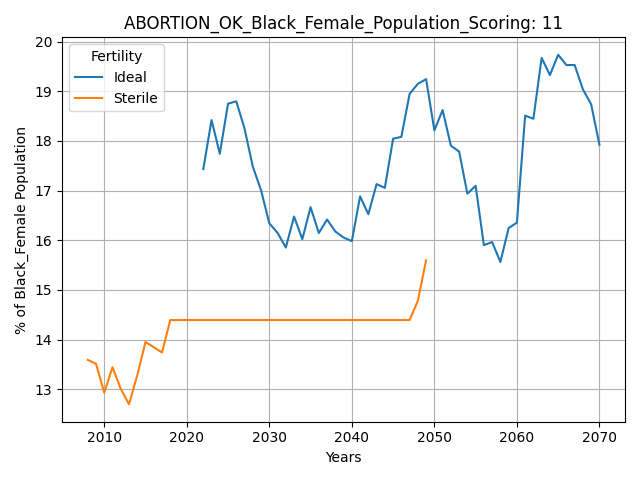 ABORTION_OK_Black_Female_Population_Scoring: 11
20
19
18
17
16
15
14
13
% of Black_Female Population
Fertility
Ideal
Sterile
2010 2020 2030 2040 2050 2060 2070
Years